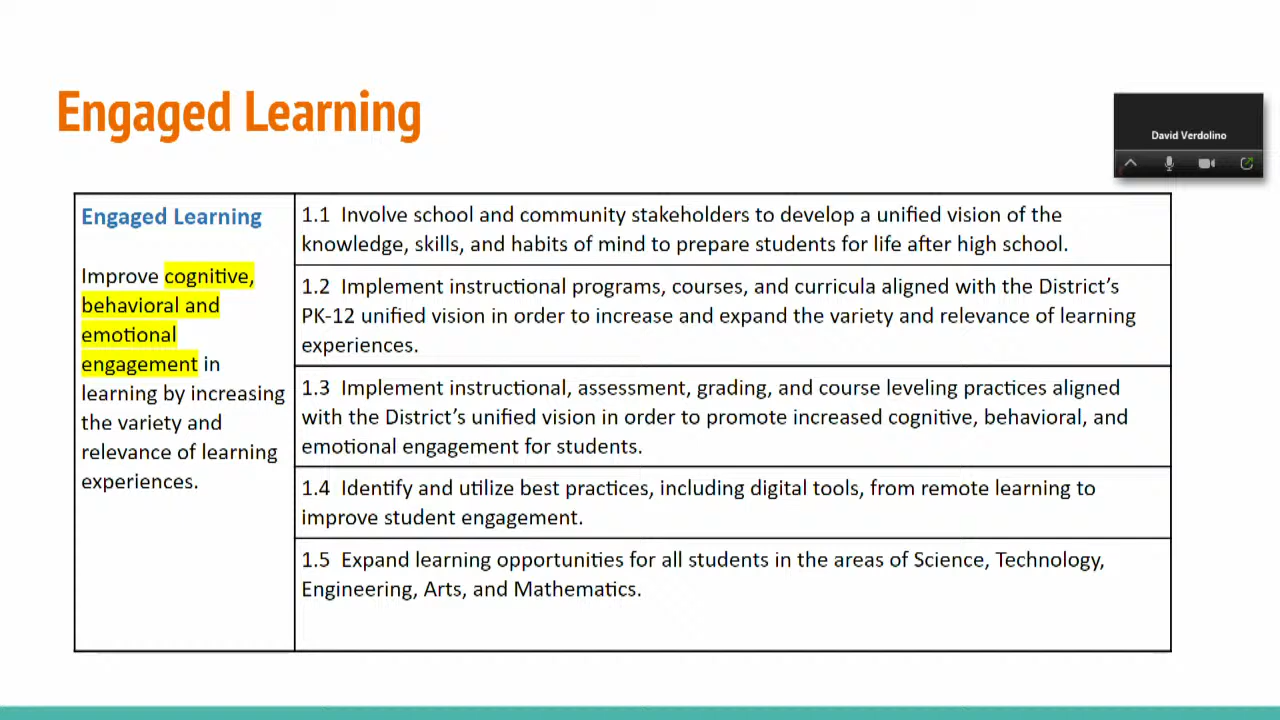 Engaged Learning
David Verdolino
Engaged Learning
Improve cognitive,
behavioral and
emotional
engagement in
learning by increasing
the variety and
relevance of learning
experiences.
1.1 Involve school and community stakeholders to develop a unified vision of the
knowledge, skills, and habits of mind to prepare students for life after high school.
1.2 Implement instructional programs, courses, and curricula aligned with the District's
PK-12 unified vision in order to increase and expand the variety and relevance of learning
experiences.
1.3 Implement instructional, assessment, grading, and course leveling practices aligned
with the District's unified vision in order to promote increased cognitive, behavioral, and
emotional engagement for students.
1.4 Identify and utilize best practices, including digital tools, from remote learning to
improve student engagement.
1.5 Expand learning opportunities for all students in the areas of Science, Technology,
Engineering, Arts, and Mathematics.